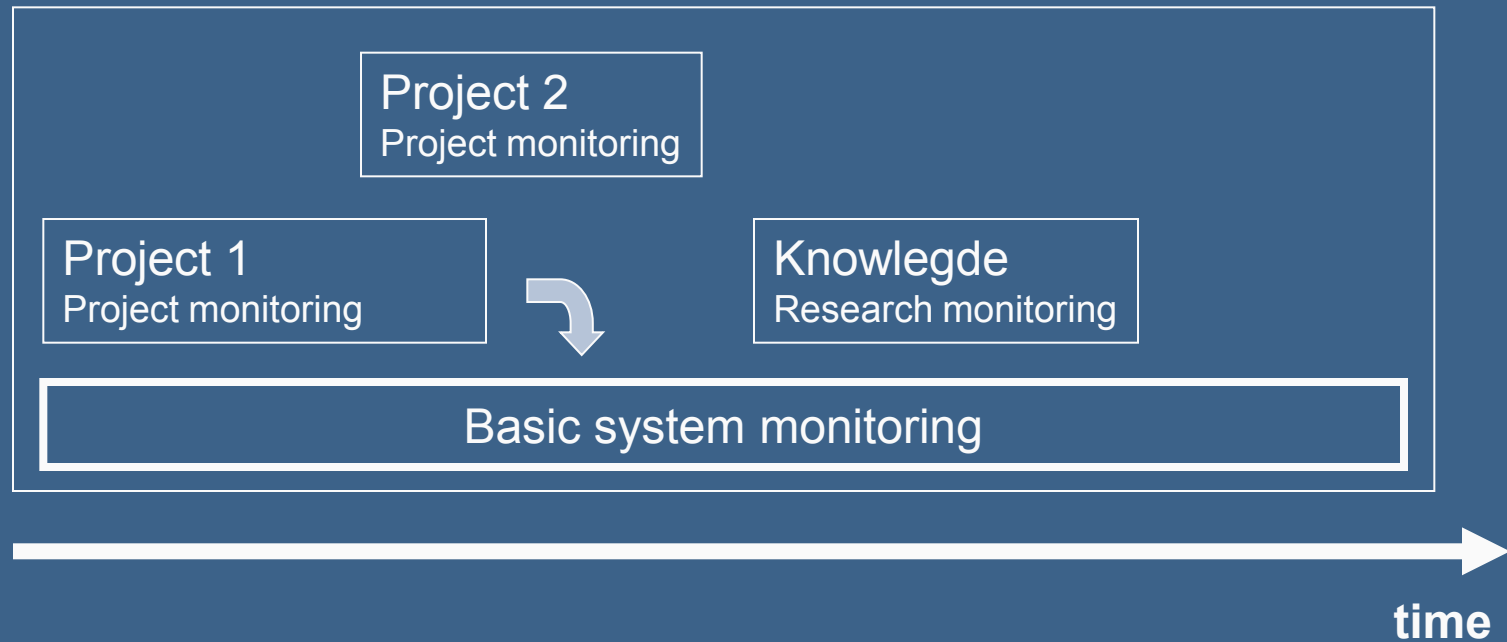 Project 2
Project monitoring
Project 1
Project monitoring
Knowlegde
Research monitoring
Basic system monitoring
time